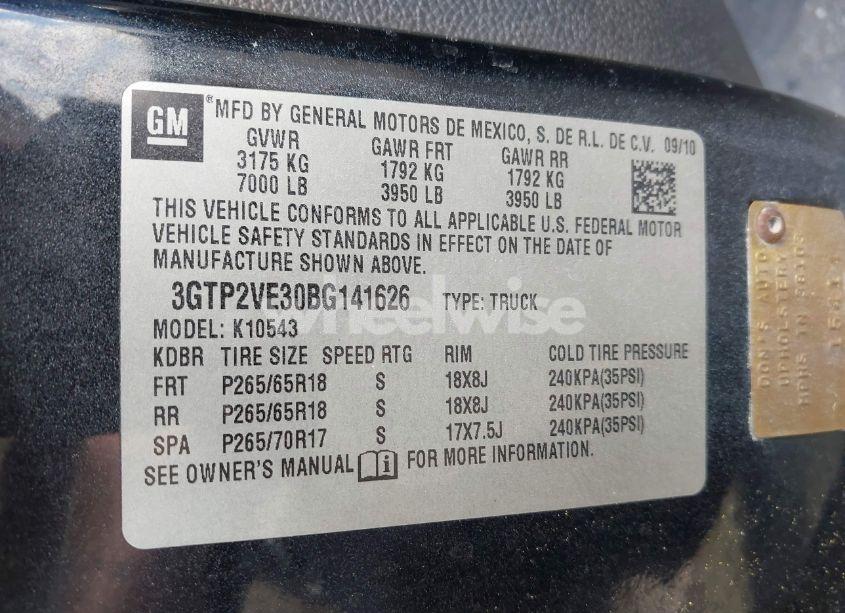 GM
®MFD BY GENERAL MOTORS DE MEXICO, S. DE R.L. DE C.V. 09/10
GVWR GAWR FRT GAWR RR
3175 KG 1792 KG 1792 KG
7000 LB 3950 LB 3950 LB
THIS VEHICLE CONFORMS TO ALL APPLICABLE U.S. FEDERAL MOTOR
VEHICLE SAFETY STANDARDS IN EFFECT ON THE DATE OF
MANUFACTURE SHOWN ABOVE.
3GTP2VE30BG141626 TYPE: TRUCK
MODEL: K10543
wheelwise
KDBR TIRE SIZE SPEED RTG RIM COLD TIRE PRESSURE
FRT P265/65R18 S 18X8J 240KPA(35PSI)
RR P265/65R18 S 18X8J 240KPA(35PSI)
SPA P265/70R17 S 17X7.5J 240KPA(35PSI)
SEE OWNER'S MANUAL i FOR MORE INFORMATION.
DON'S AUTO
UPHOLSTERY